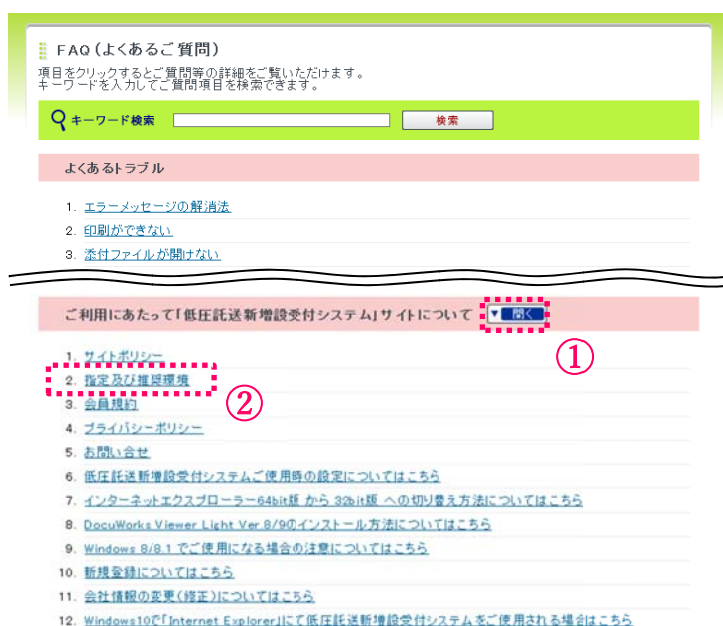 FAQ(よくあるご質問)
項目をクリックするとご質問等の詳細をご覧いただけます。
キーワードを入力してご質問項目を検索できます。
キーワード検索 検索
よくあるトラブル
1. エラーメッセージの解消法
2. 印刷ができない
3. 添付ファイルが開けない
ご利用にあたって「低圧託送新増設受付システム」サイトについて ▼ 開く
①
1. サイトポリシー
2. 指定及び推奨環境
②
3. 会員規約
4. プライバシーポリシー
5. お問い合せ
6. 低圧託送新増設受付システムご使用時の設定についてはこちら
7. インターネットエクスプローラー64bit版 から 32bit版 への切り替え方法についてはこちら
8. DocuWorks Viewer Light Ver.8/9のインストール方法についてはこちら
9. Windows 8/8.1 でご使用になる場合の注意についてはこちら
10. 新規登録についてはこちら
11. 会社情報の変更(修正)についてはこちら
12. Windows10で「Internet Explorer」にて低圧託送新増設受付システムをご使用される場合はこちら